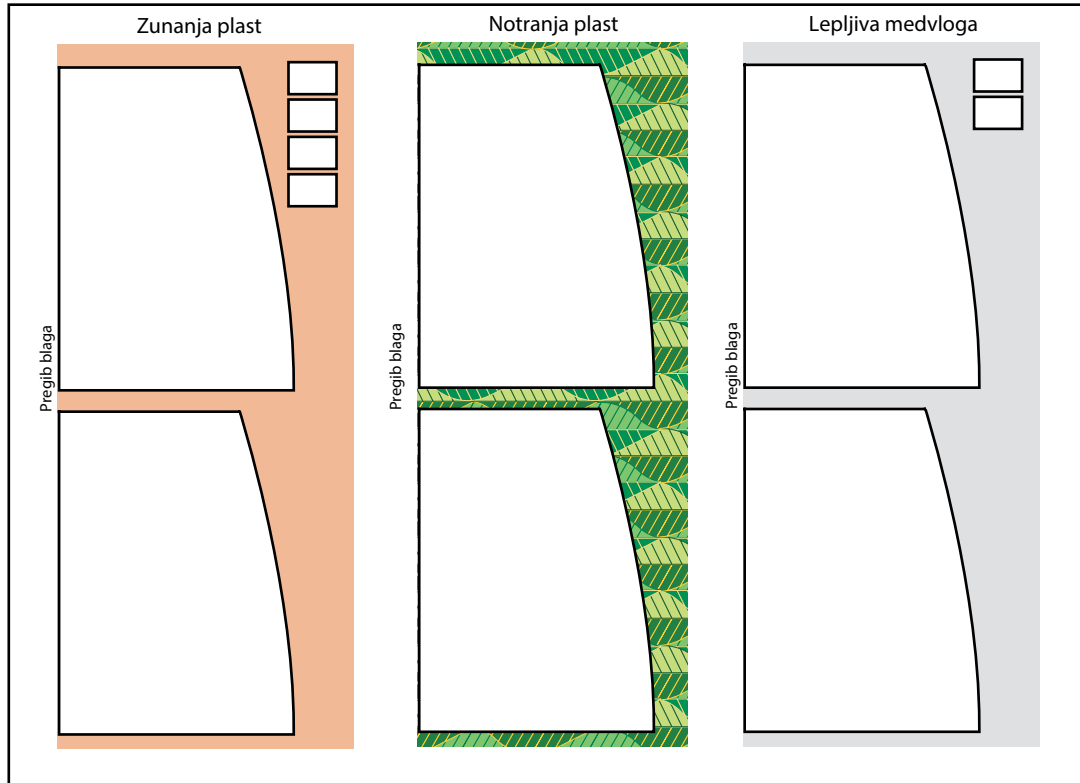 Zunanja plast
Notranja plast
Lepljiva medvloga
Pregib blaga
Pregib blaga
Pregib blaga